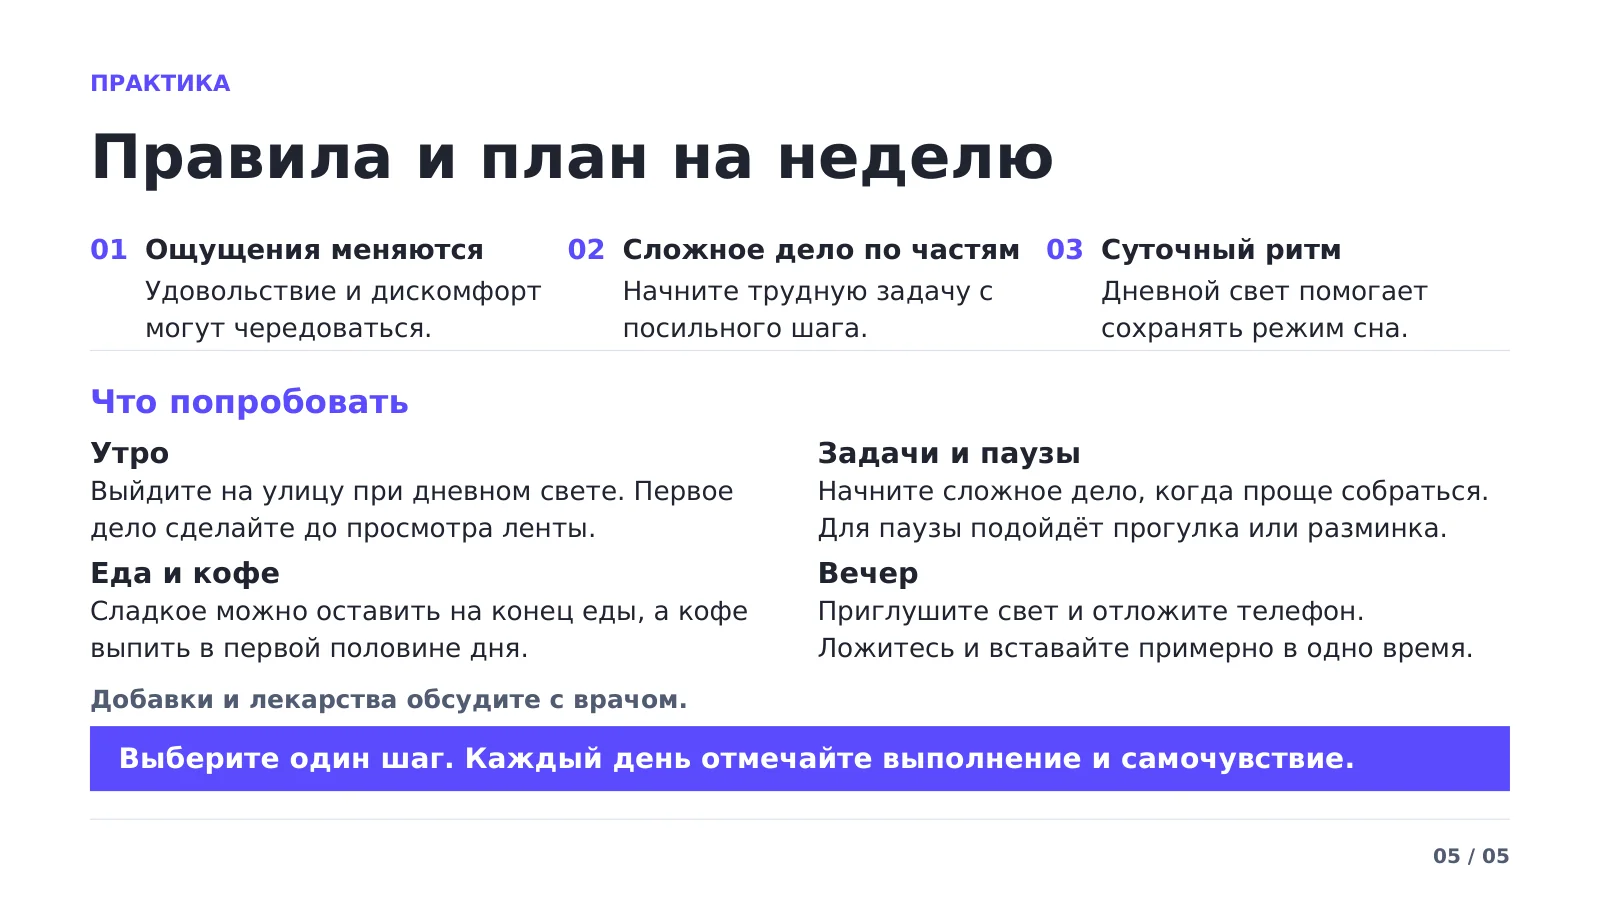 ПРАКТИКА
Правила и план на неделю
01 Ощущения меняются
Удовольствие и дискомфорт
могут чередоваться.
02 Сложное дело по частям
Начните трудную задачу с
посильного шага.
03 Суточный ритм
Дневной свет помогает
сохранять режим сна.
Что попробовать
Утро
Выйдите на улицу при дневном свете. Первое
дело сделайте до просмотра ленты.
Задачи и паузы
Начните сложное дело, когда проще собраться.
Для паузы подойдёт прогулка или разминка.
Еда и кофе
Сладкое можно оставить на конец еды, а кофе
выпить в первой половине дня.
Вечер
Приглушите свет и отложите телефон.
Ложитесь и вставайте примерно в одно время.
Добавки и лекарства обсудите с врачом.
Выберите один шаг. Каждый день отмечайте выполнение и самочувствие.
05 / 05